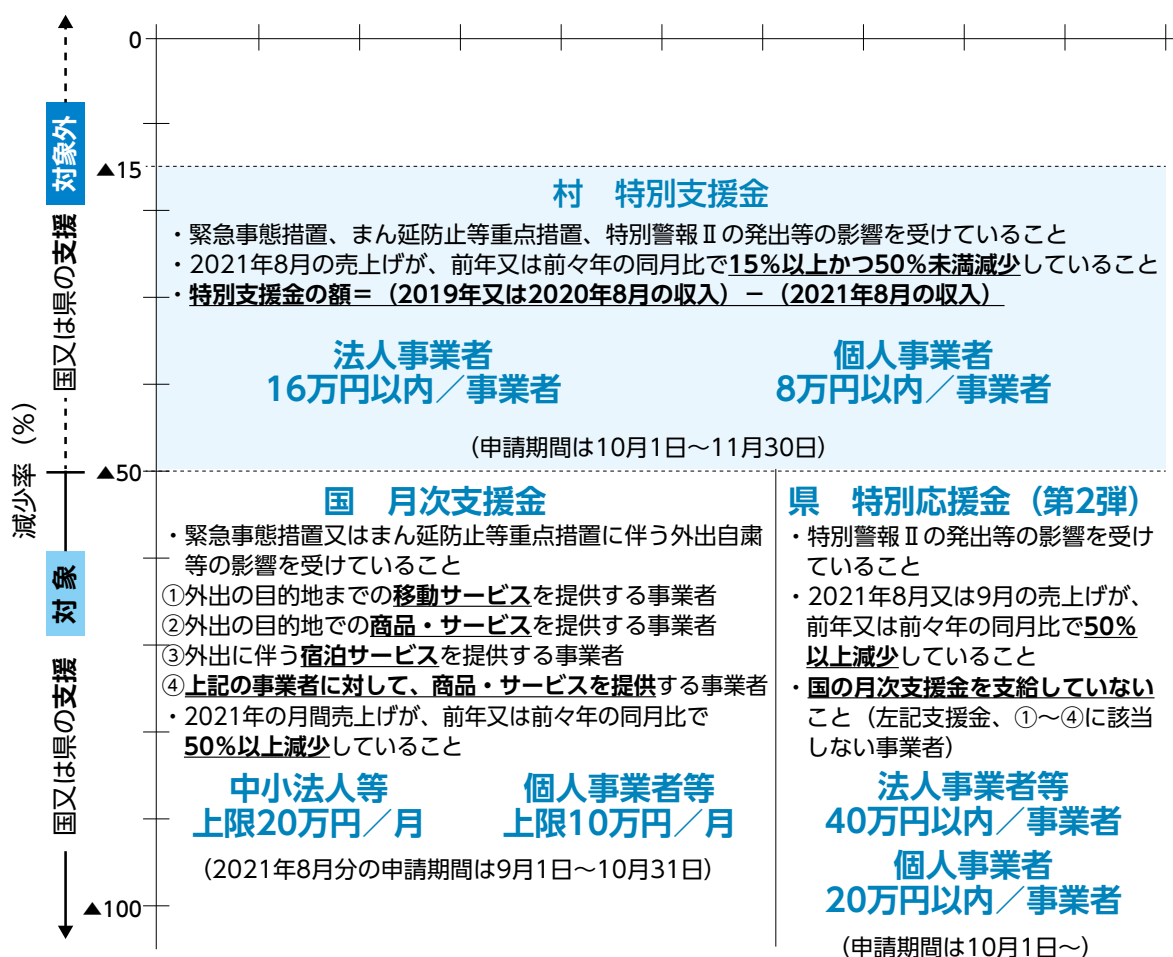 減少率（%）
国又は県の支援 対象外
国又は県の支援 対象
0
▲15
▲50
▲100
村　特別支援金
・緊急事態措置、まん延防止等重点措置、特別警報Ⅱの発出等の影響を受けていること
・2021年8月の売上げが、前年又は前々年の同月比で15%以上かつ50%未満減少していること
・特別支援金の額＝（2019年又は2020年8月の収入）－（2021年8月の収入）
法人事業者
16万円以内／事業者
個人事業者
8万円以内／事業者
（申請期間は10月1日～11月30日）
国　月次支援金
・緊急事態措置又はまん延防止等重点措置に伴う外出自粛
等の影響を受けていること
①外出の目的地までの移動サービスを提供する事業者
②外出の目的地での商品・サービスを提供する事業者
③外出に伴う宿泊サービスを提供する事業者
④上記の事業者に対して、商品・サービスを提供する事業者
・2021年の月間売上げが、前年又は前々年の同月比で
50%以上減少していること
中小法人等
上限20万円／月
個人事業者等
上限10万円／月
（2021年8月分の申請期間は9月1日～10月31日）
県　特別応援金（第2弾）
・特別警報Ⅱの発出等の影響を受け
ていること
・2021年8月又は9月の売上げが、
前年又は前々年の同月比で50%
以上減少していること
・国の月次支援金を支給していない
こと（左記支援金、①～④に該当
しない事業者）
法人事業者等
40万円以内／事業者
個人事業者
20万円以内／事業者
（申請期間は10月1日～）